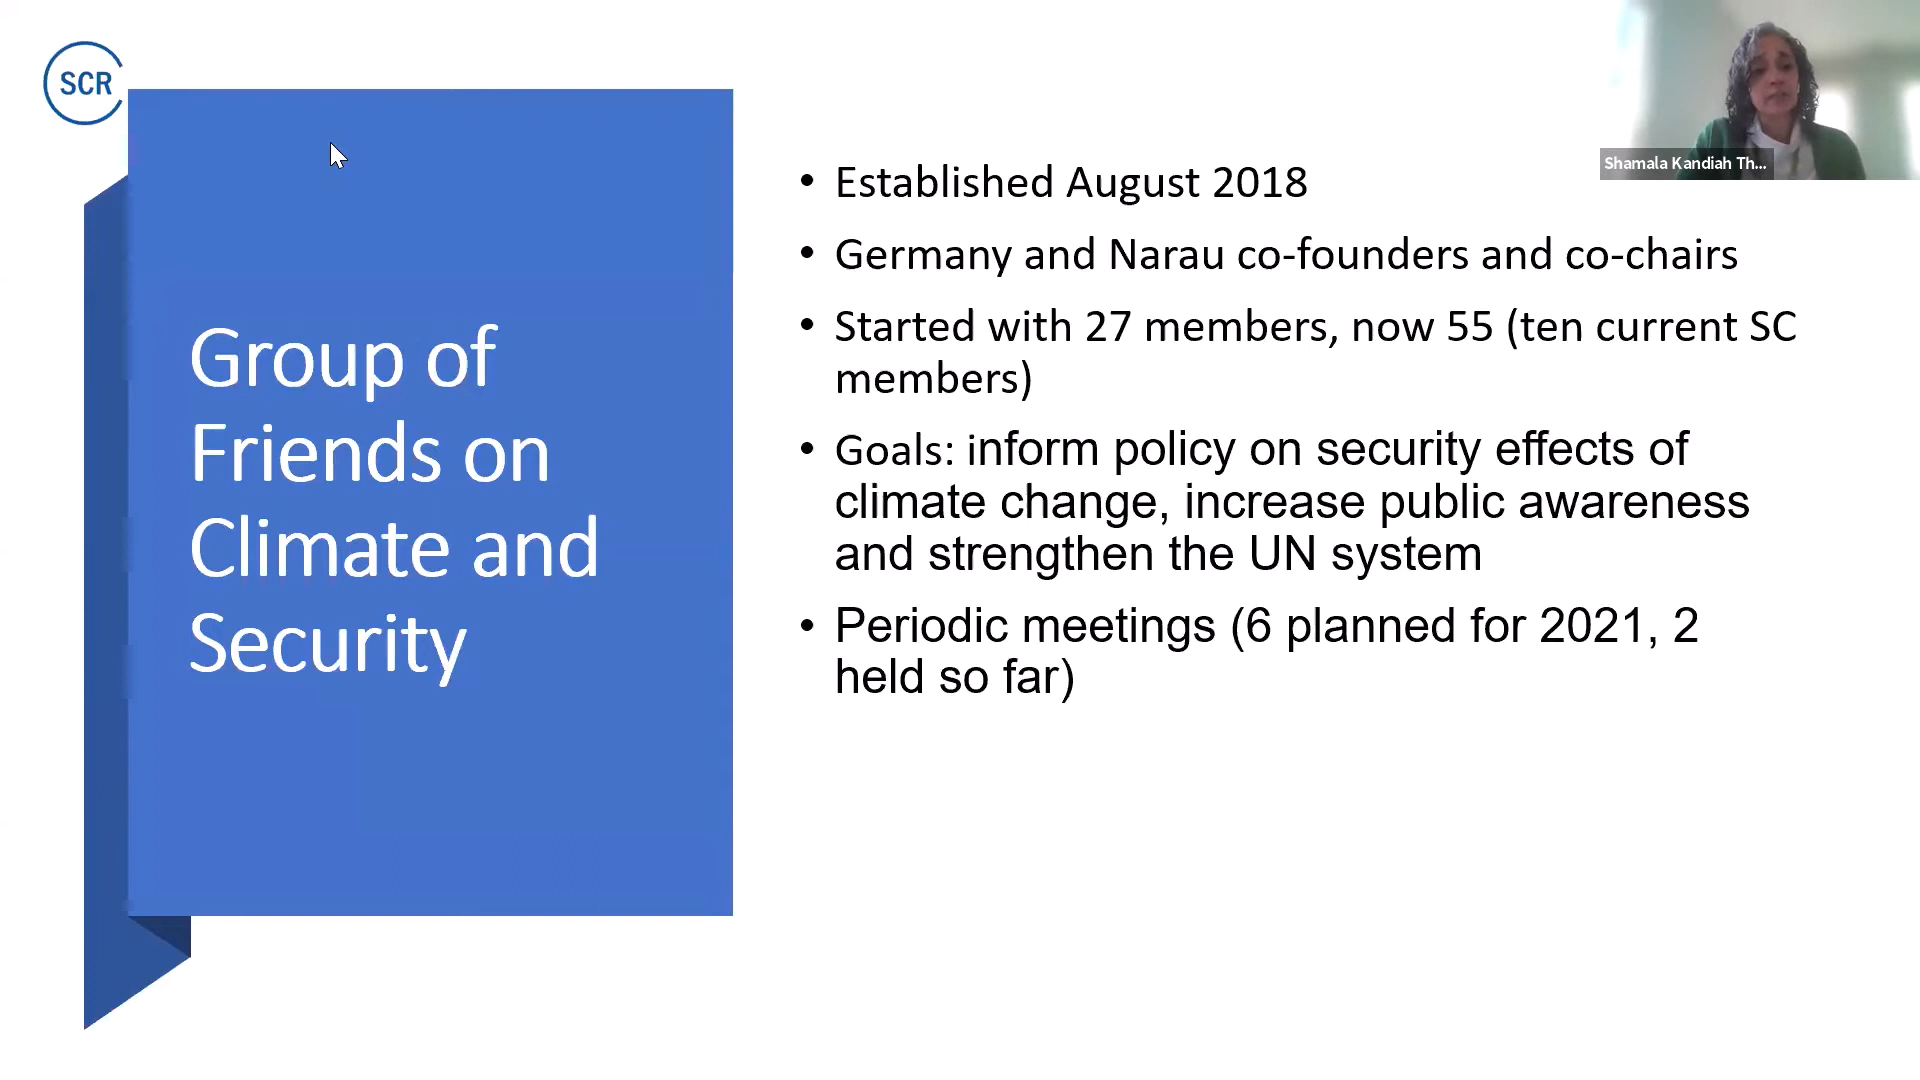 SCR
Group of
Friends on
Climate and
Security
• Established August 2018
• Germany and Narau co-founders and co-chairs
• Started with 27 members, now 55 (ten current SC
members)
• Goals: inform policy on security effects of
climate change, increase public awareness
and strengthen the UN system
• Periodic meetings (6 planned for 2021, 2
held so far)
Shamala Kandiah Th...